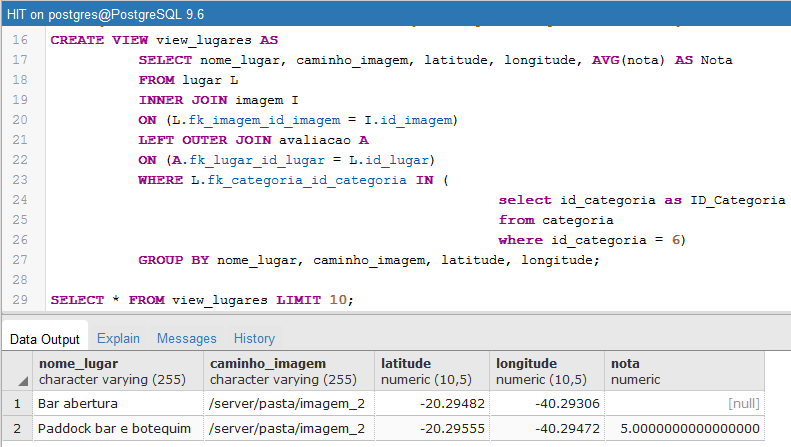 HIT on postgres@PostgreSQL 9.6
16 CREATE VIEW view_lugares AS
17 SELECT nome_lugar, caminho_imagem, latitude, longitude, AVG(nota) AS Nota
18 FROM lugar L
19 INNER JOIN imagem I
20 ON (L.fk_imagem_id_imagem = I.id_imagem)
21 LEFT OUTER JOIN avaliacao A
22 ON (A.fk_lugar_id_lugar = L.id_lugar)
23 WHERE L.fk_categoria_id_categoria IN (
24 select id_categoria as ID_Categoria
25 from categoria
26 where id_categoria = 6)
27 GROUP BY nome_lugar, caminho_imagem, latitude, longitude;
28
29 SELECT * FROM view_lugares LIMIT 10;
Data Output Explain Messages History
nome_lugar caminho_imagem latitude longitude nota
character varying (255) character varying (255) numeric (10,5) numeric (10,5) numeric
1 Bar abertura /server/pasta/imagem_2 -20.29482 -40.29306 [null]
2 Paddock bar e botequim /server/pasta/imagem_2 -20.29555 -40.29472 5.0000000000000000